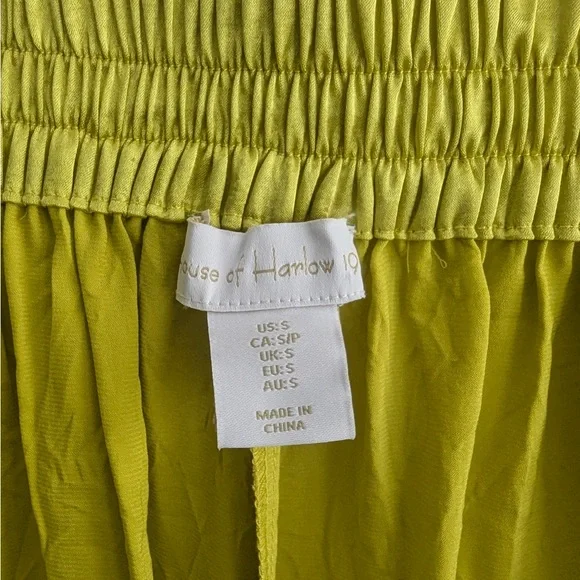 ouse of Harlow 19
US:S
CA:S/P
UK:S
EU:S
AU:S
MADE IN
CHINA